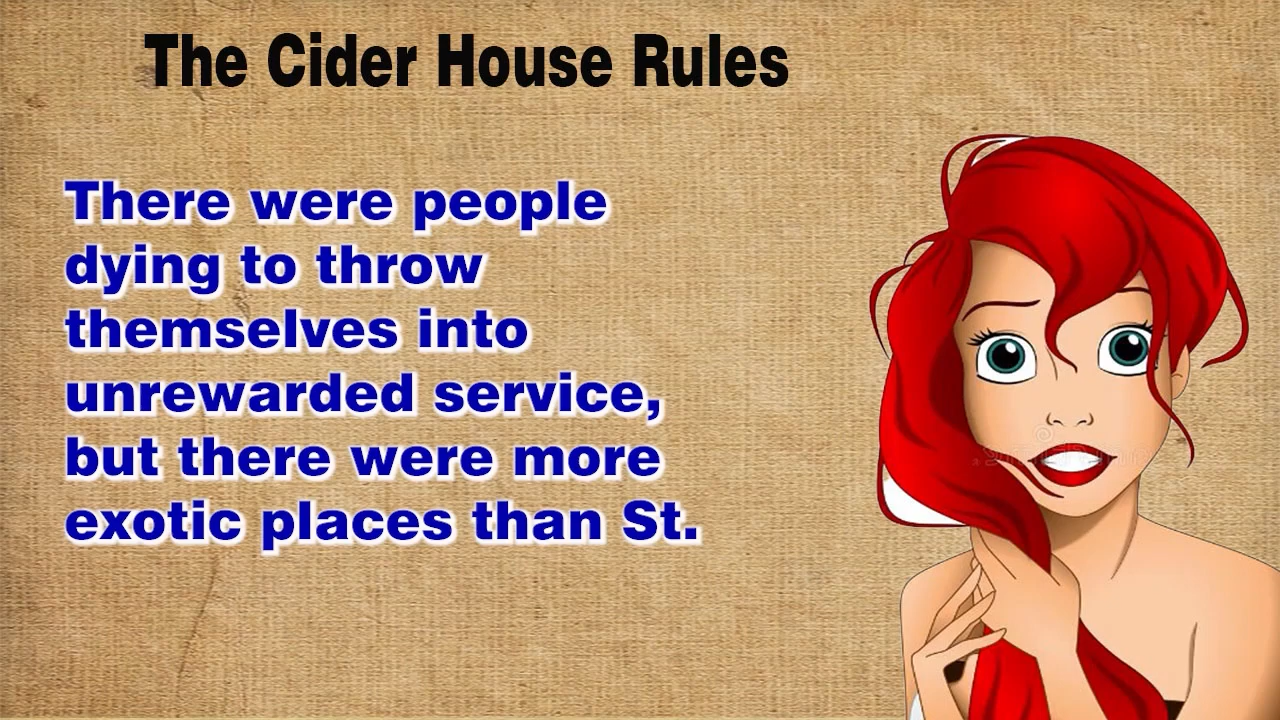 The Cider House Rules
There were people
dying to throw
themselves into
unrewarded service,
but there were more
exotic places than St.